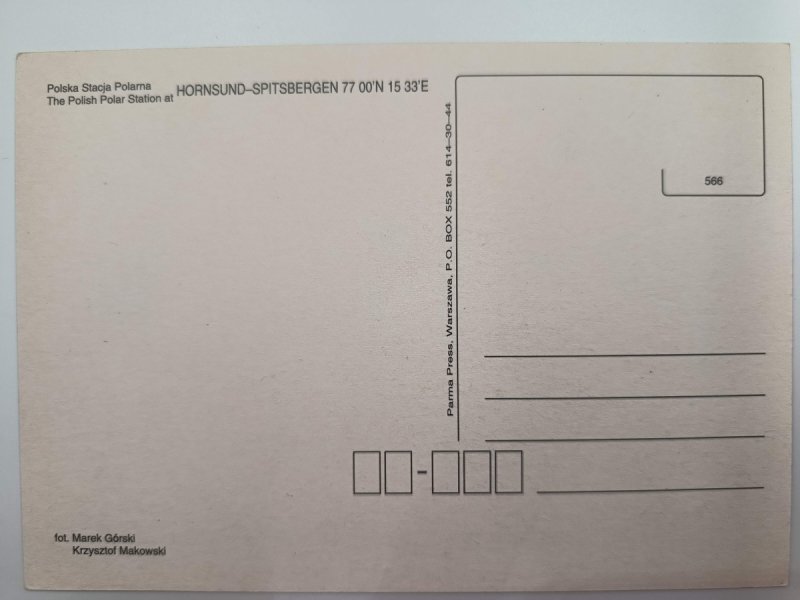 Polska Stacja Polarna
The Polish Polar Station at HORNSUND–SPITSBERGEN 77 00'N 15 33'E
Parma Press, Warszawa, P.O. BOX 552 tel. 614–30–44
566
-
fot. Marek Górski
Krzysztof Makowski